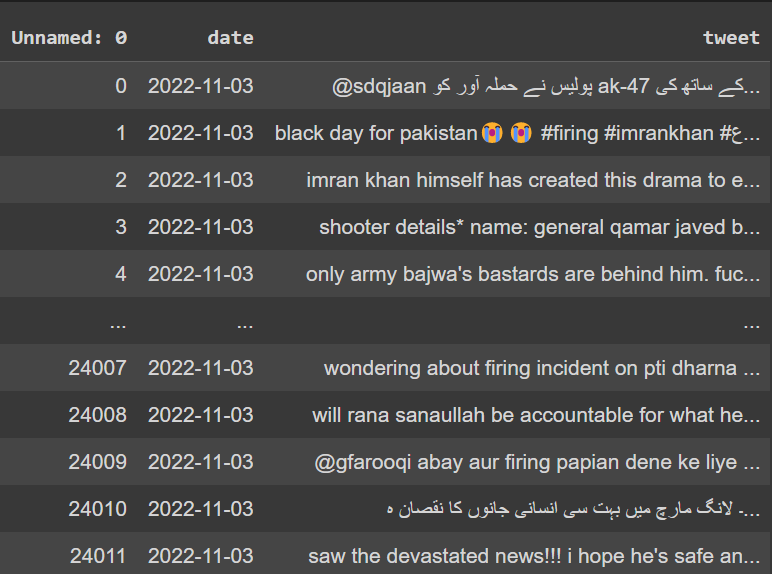 Unnamed: 0 date tweet
0 2022-11-03 @sdqjaan پولیس نے حملہ آور کو ak-47 کے ساتھ کی...
1 2022-11-03 black day for pakistan😭😭 #firing #imrankhan #ع...
2 2022-11-03 imran khan himself has created this drama to e...
3 2022-11-03 shooter details* name: general qamar javed b...
4 2022-11-03 only army bajwa's bastards are behind him. fuc...
... ... ...
24007 2022-11-03 wondering about firing incident on pti dharna ...
24008 2022-11-03 will rana sanaullah be accountable for what he...
24009 2022-11-03 @gfarooqi abay aur firing papian dene ke liye ...
24010 2022-11-03 لانگ مارچ میں بہت سی انسانی جانوں کا نقصان ہ۔...
24011 2022-11-03 saw the devastated news!!! i hope he's safe an...